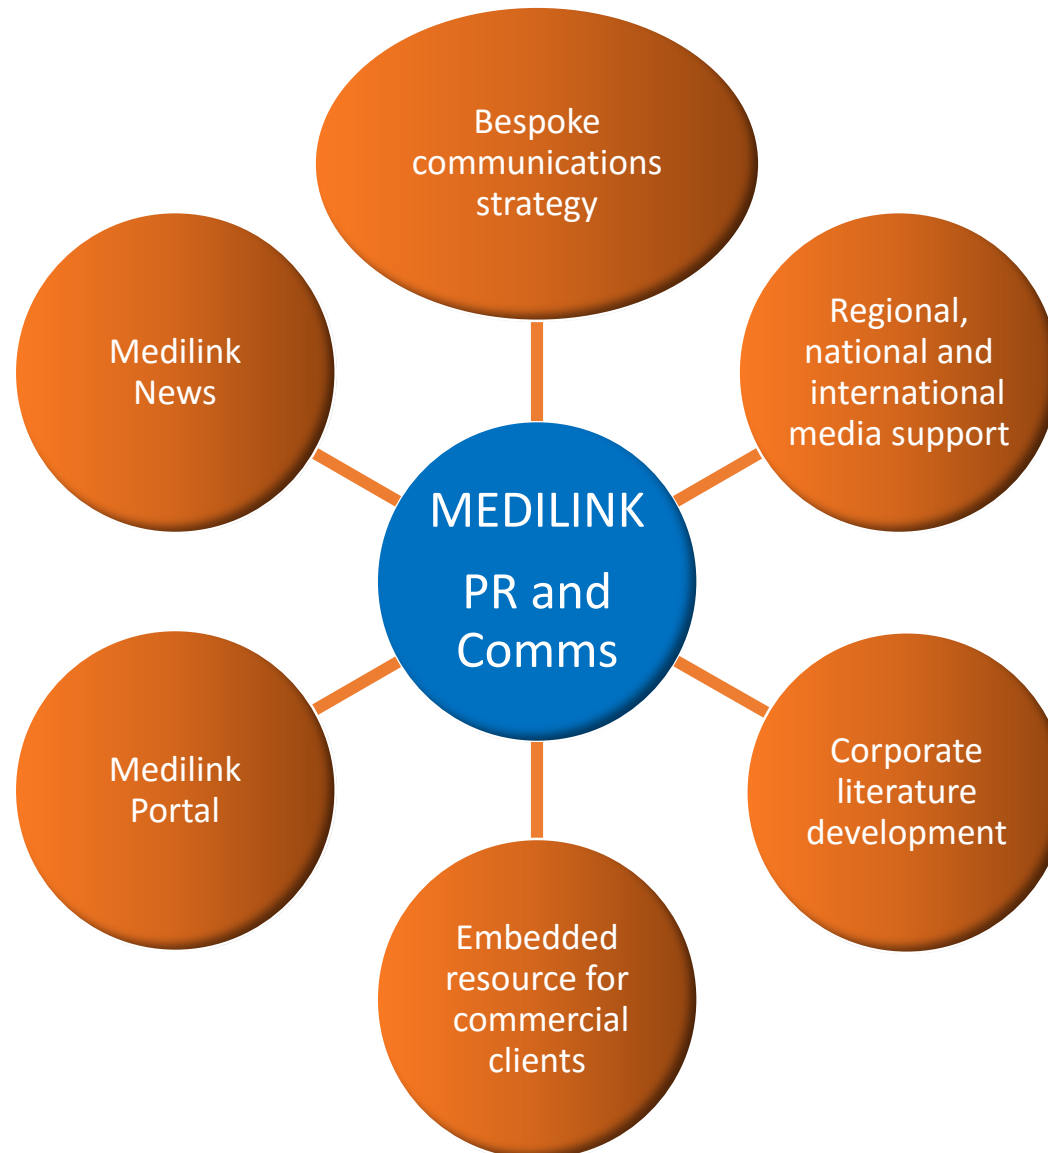 Bespoke
communications
strategy
Regional,
national and
international
media support
Corporate
literature
development
Embedded
resource for
commercial
clients
Medilink
Portal
Medilink
News
MEDILINK
PR and
Comms